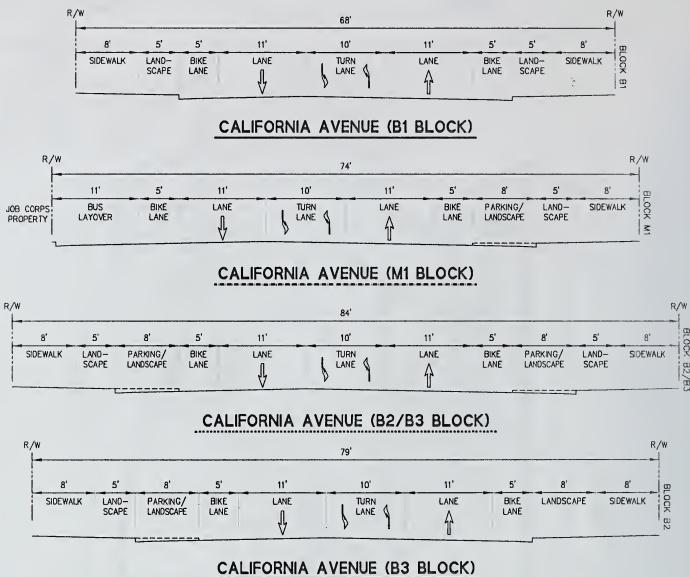 68'
R/W R/W
8' 5' 5' 11' 10' 11' 5' 5' 8'
SIDEWALK LAND- BIKE LANE TURN LANE BIKE LAND- SIDEWALK
SCAPE LANE LANE LANE SCAPE
BLOCK B1
CALIFORNIA AVENUE (B1 BLOCK)
R/W R/W
74'
11' 5' 11' 10' 11' 5' 8' 5' 8'
JOB CORPS PROPERTY
BUS BIKE LANE TURN LANE BIKE PARKING/ LAND- SIDEWALK
LAYOVER LANE LANE LANE LANDSCAPE SCAPE
BLOCK M1
CALIFORNIA AVENUE (M1 BLOCK)
R/W R/W
84'
8' 5' 8' 5' 11' 10' 11' 5' 8' 5' 8'
SIDEWALK LAND- PARKING/ BIKE LANE TURN LANE BIKE PARKING/ LAND- SIDEWALK
SCAPE LANDSCAPE LANE LANE LANE LANDSCAPE SCAPE
BLOCK B2/B3
CALIFORNIA AVENUE (B2/B3 BLOCK)
R/W R/W
79'
8' 5' 8' 5' 11' 10' 11' 5' 8' 8'
SIDEWALK LAND- PARKING/ BIKE LANE TURN LANE BIKE LANDSCAPE SIDEWALK
SCAPE LANDSCAPE LANE LANE LANE
BLOCK B2
CALIFORNIA AVENUE (B3 BLOCK)